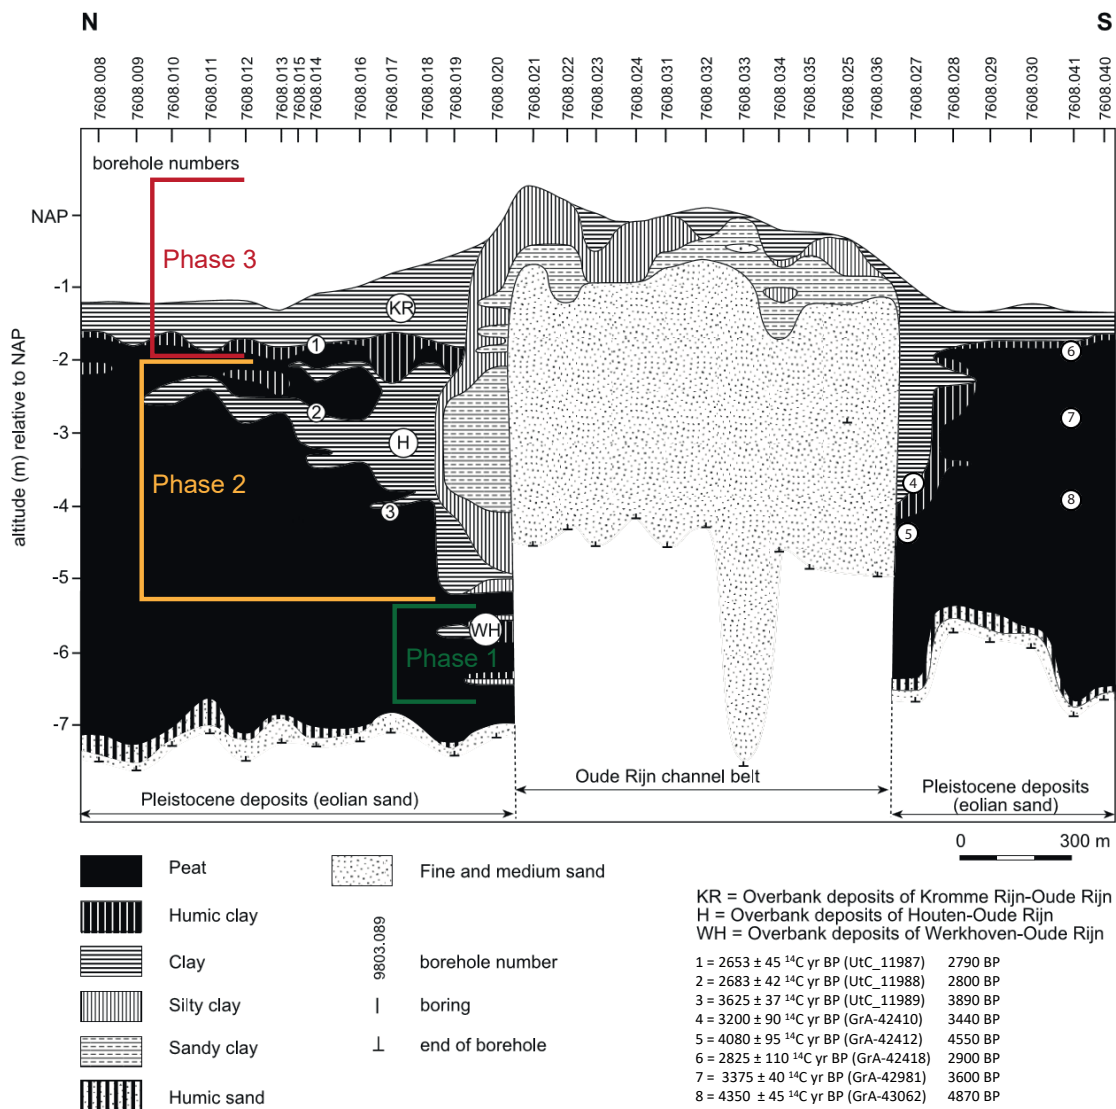 N
S
7608.008
7608.009
7608.010
7608.011
7608.012
7608.013
7608.015
7608.014
7608.016
7608.017
7608.018
7608.019
7608.020
7608.021
7608.022
7608.023
7608.024
7608.031
7608.032
7608.033
7608.034
7608.035
7608.025
7608.036
7608.027
7608.028
7608.029
7608.030
7608.041
7608.040
borehole numbers
NAP
-1
-2
-3
-4
-5
-6
-7
altitude (m) relative to NAP
Phase 3
Phase 2
Phase 1
KR
H
WH
1
2
3
4
5
6
7
8
Pleistocene deposits (eolian sand)
Oude Rijn channel belt
Pleistocene deposits
(eolian sand)
0 300 m
Peat
Humic clay
Clay
Silty clay
Sandy clay
Humic sand
Fine and medium sand
9803.089
borehole number
boring
end of borehole
KR = Overbank deposits of Kromme Rijn-Oude Rijn
H = Overbank deposits of Houten-Oude Rijn
WH = Overbank deposits of Werkhoven-Oude Rijn
1 = 2653 ± 45 ¹⁴C yr BP (UtC_11987) 2790 BP
2 = 2683 ± 42 ¹⁴C yr BP (UtC_11988) 2800 BP
3 = 3625 ± 37 ¹⁴C yr BP (UtC_11989) 3890 BP
4 = 3200 ± 90 ¹⁴C yr BP (GrA-42410) 3440 BP
5 = 4080 ± 95 ¹⁴C yr BP (GrA-42412) 4550 BP
6 = 2825 ± 110 ¹⁴C yr BP (GrA-42418) 2900 BP
7 = 3375 ± 40 ¹⁴C yr BP (GrA-42981) 3600 BP
8 = 4350 ± 45 ¹⁴C yr BP (GrA-43062) 4870 BP